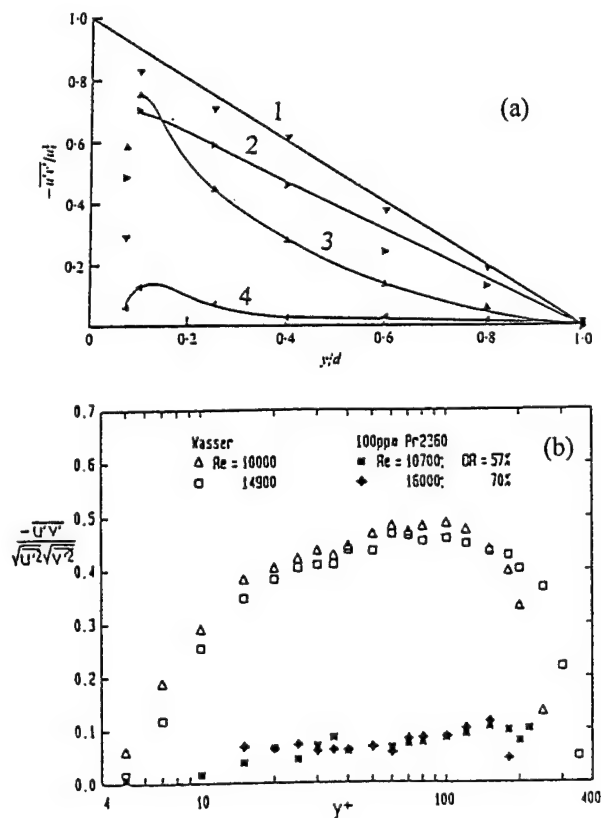 1·0
0·8
0·6
0·4
0·2
0
0·2
0·4
0·6
0·8
1·0
y/d
1
2
3
4
(a)
0.7
0.6
0.5
0.4
0.3
0.2
0.1
0.0
4
10
100
400
y+
Wasser
△ Re = 10000
□ 14900
100ppm Pr2360
Re = 10700; DR = 57%
16000; 70%
(b)
-u'v'
√u'² √v'²